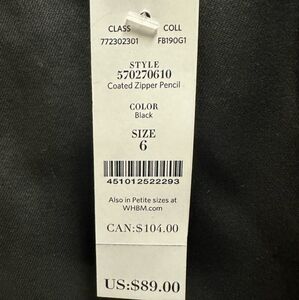 CLASS COLL
772302301 FB190G1
STYLE
570270610
Coated Zipper Pencil
COLOR
Black
SIZE
6
451012522293
Also in Petite sizes at
WHBM.com
CAN:$104.00
US:$89.00